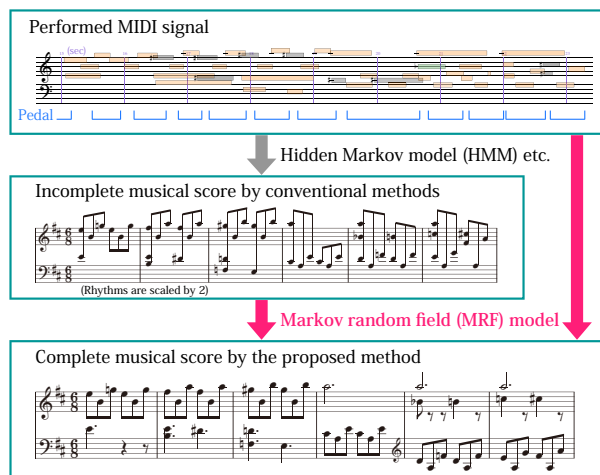 Performed MIDI signal
(sec)
Pedal
Hidden Markov model (HMM) etc.
Incomplete musical score by conventional methods
(Rhythms are scaled by 2)
Markov random field (MRF) model
Complete musical score by the proposed method